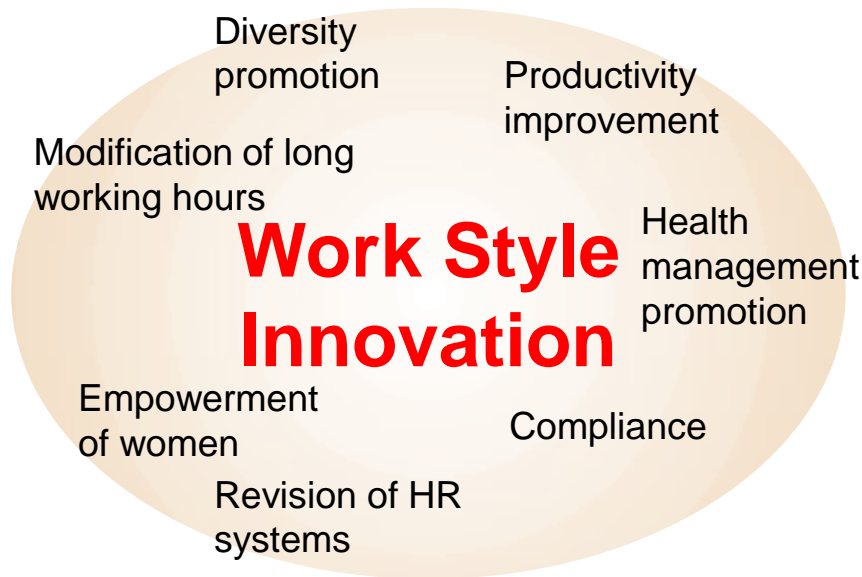 Diversity
promotion
Productivity
improvement
Modification of long
working hours
Work Style
Innovation
Health
management
promotion
Empowerment
of women
Compliance
Revision of HR
systems